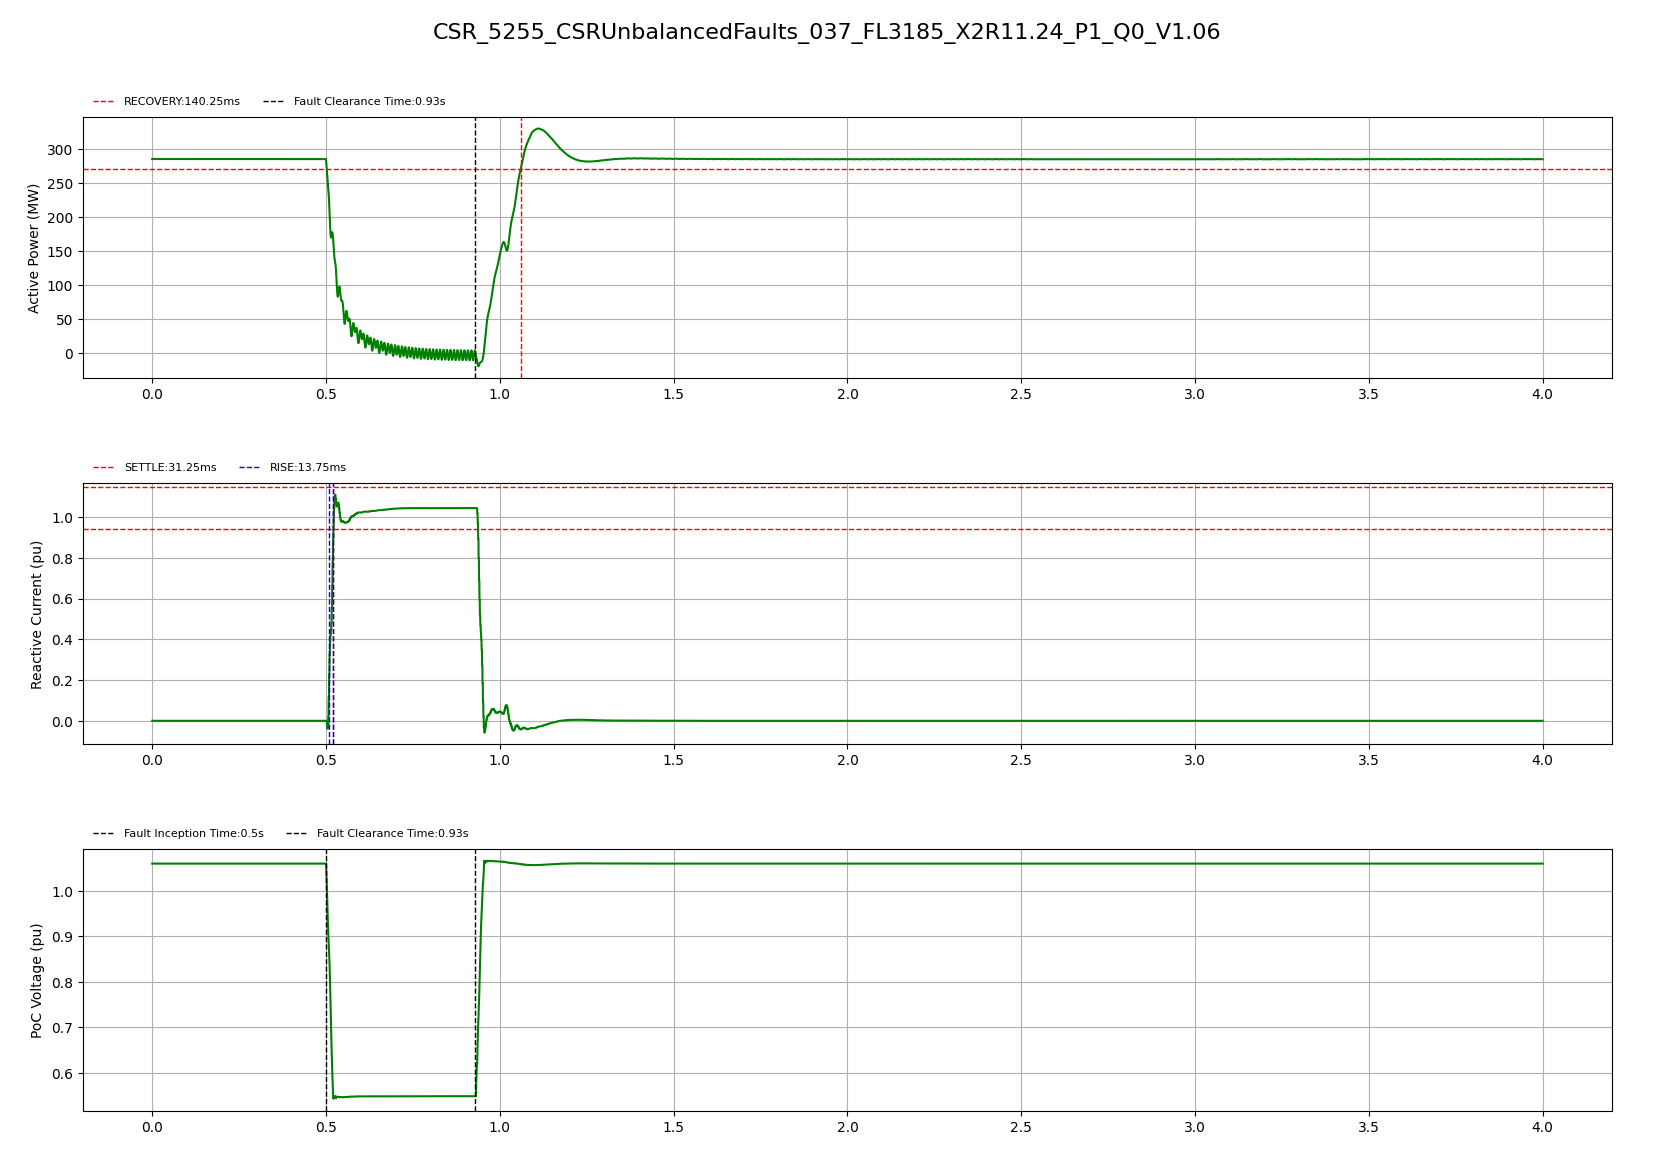 CSR_5255_CSRUnbalancedFaults_037_FL3185_X2R11.24_P1_Q0_V1.06
RECOVERY:140.25ms Fault Clearance Time:0.93s
Active Power (MW)
300
250
200
150
100
50
0
0.0 0.5 1.0 1.5 2.0 2.5 3.0 3.5 4.0
SETTLE:31.25ms RISE:13.75ms
Reactive Current (pu)
1.0
0.8
0.6
0.4
0.2
0.0
0.0 0.5 1.0 1.5 2.0 2.5 3.0 3.5 4.0
Fault Inception Time:0.5s Fault Clearance Time:0.93s
PoC Voltage (pu)
1.0
0.9
0.8
0.7
0.6
0.0 0.5 1.0 1.5 2.0 2.5 3.0 3.5 4.0